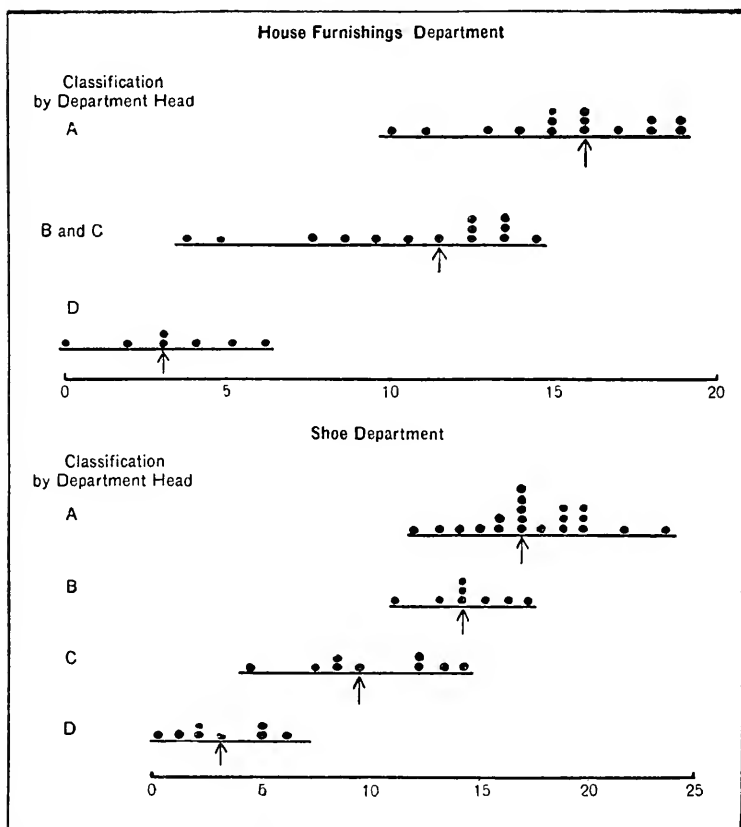 House Furnishings Department
Classification
by Department Head
A
B and C
D
0 5 10 15 20
Shoe Department
Classification
by Department Head
A
B
C
D
0 5 10 15 20 25